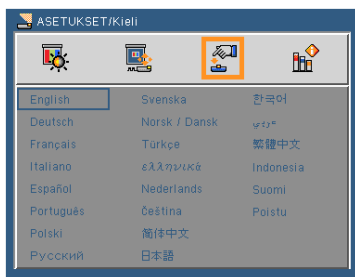 ASETUKSET/Kieli
English Svenska 한국어
Deutsch Norsk / Dansk عربي
Français Türkçe 繁體中文
Italiano ελληνικά Indonesia
Español Nederlands Suomi
Português Čeština Poistu
Polski 简体中文
Русский 日本語